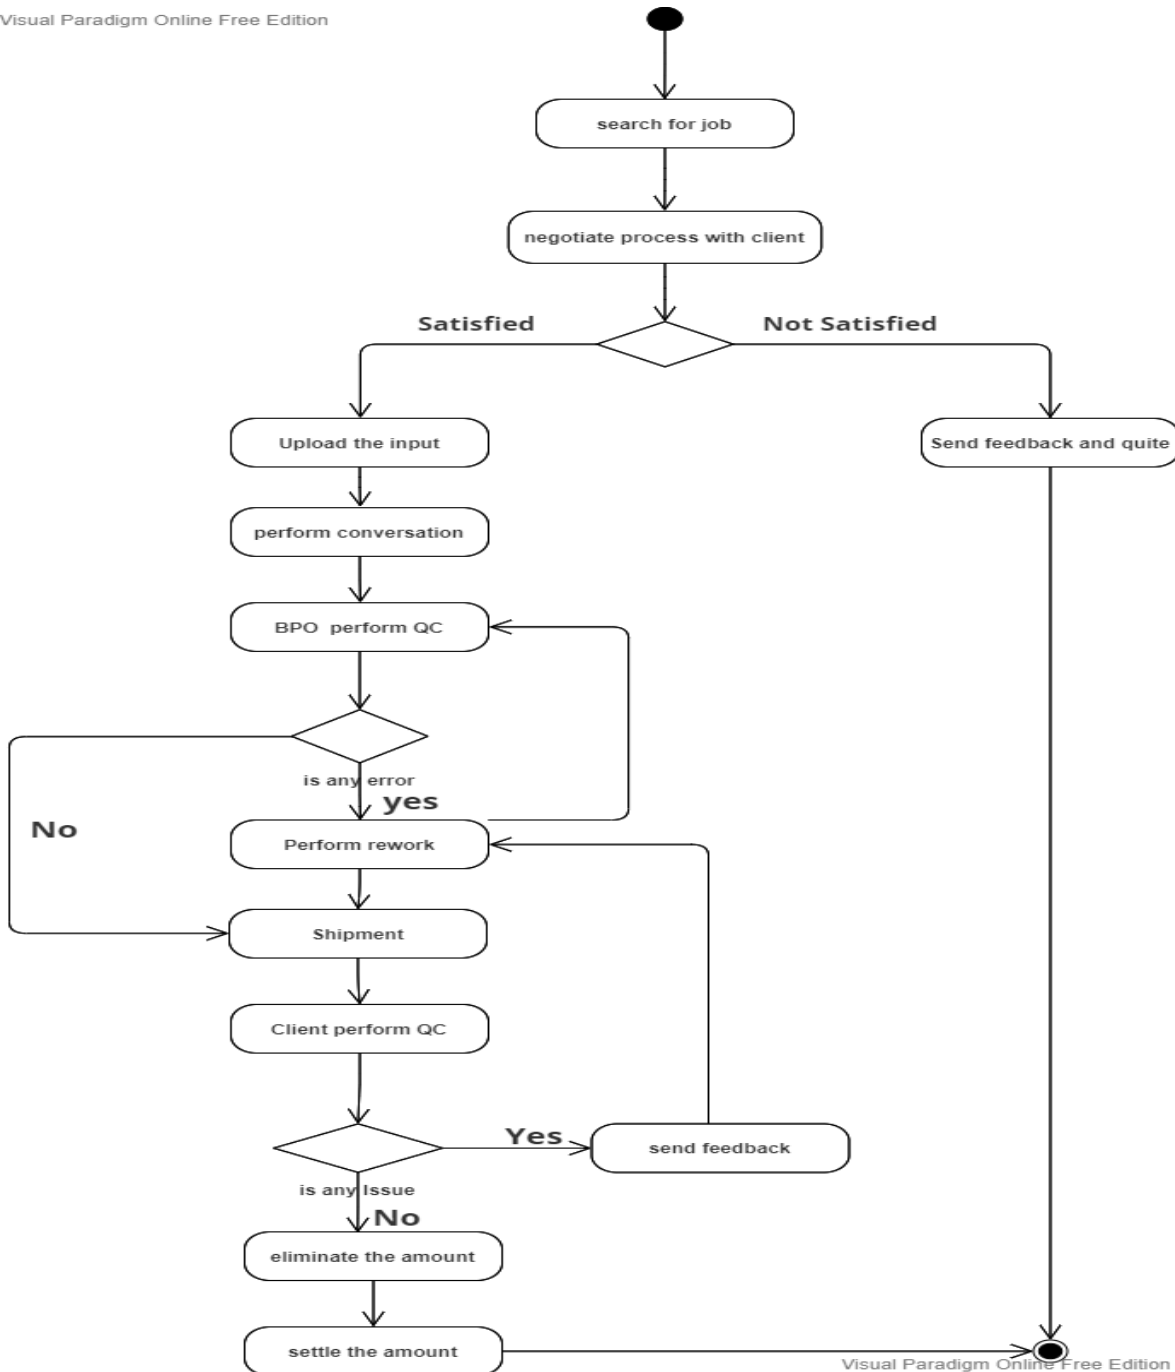 Visual Paradigm Online Free Edition
search for job
negotiate process with client
Satisfied
Not Satisfied
Upload the input
Send feedback and quite
perform conversation
BPO perform QC
is any error
yes
No
Perform rework
Shipment
Client perform QC
Yes
send feedback
is any Issue
No
eliminate the amount
settle the amount
Visual Paradigm Online Free Edition